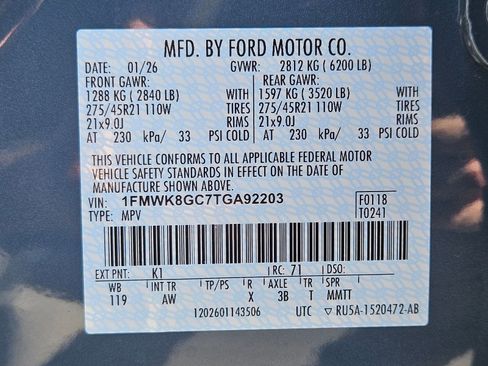 MFD. BY FORD MOTOR CO.
DATE: 01/26 GVWR: 2812 KG ( 6200 LB)
FRONT GAWR: REAR GAWR:
1288 KG ( 2840 LB) WITH 1597 KG ( 3520 LB) WITH
275/45R21 110W TIRES 275/45R21 110W TIRES
21x9.0J RIMS 21x9.0J RIMS
AT 230 kPa/ 33 PSI COLD AT 230 kPa/ 33 PSI COLD
THIS VEHICLE CONFORMS TO ALL APPLICABLE FEDERAL MOTOR
VEHICLE SAFETY STANDARDS IN EFFECT ON THE DATE OF
MANUFACTURE SHOWN ABOVE.
VIN: 1FMWK8GC7TGA92203 F0118
TYPE: MPV T0241
EXT PNT: K1 RC: 71 DSO:
WB INT TR TP/PS R AXLE TR SPR
119 AW X 3B T MMTT
1202601143506 UTC ▽ RU5A-1520472-AB